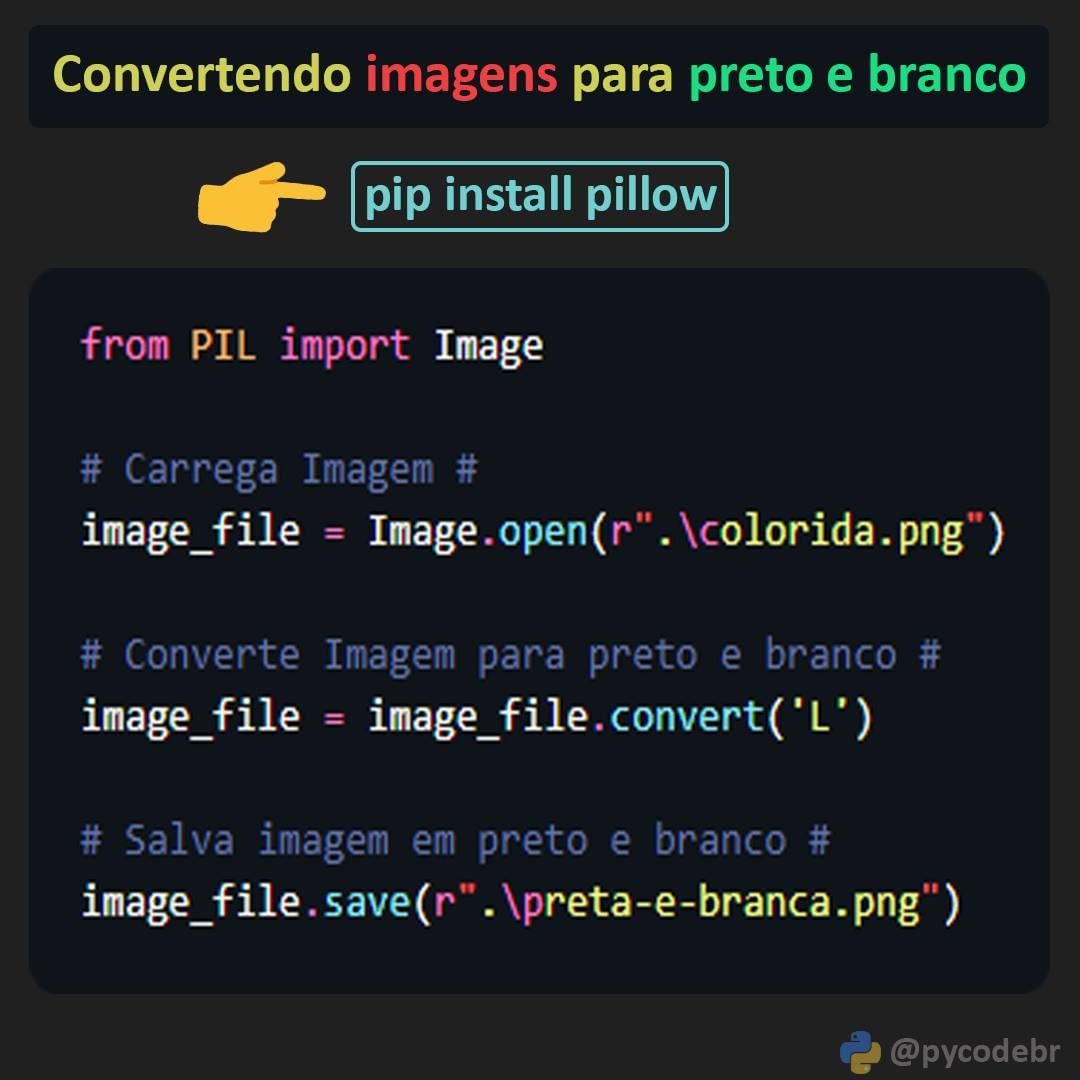 Convertendo imagens para preto e branco
pip install pillow
from PIL import Image
# Carrega Imagem #
image_file = Image.open(r".\colorida.png")
# Converte Imagem para preto e branco #
image_file = image_file.convert('L')
# Salva imagem em preto e branco #
image_file.save(r".\preta-e-branca.png")
@pycodebr